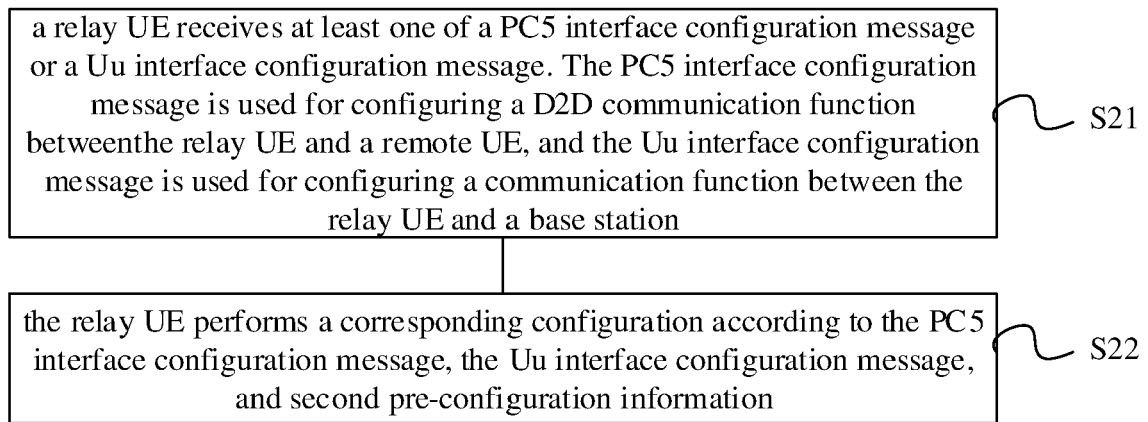 a relay UE receives at least one of a PC5 interface configuration message
or a Uu interface configuration message. The PC5 interface configuration
message is used for configuring a D2D communication function
betweenthe relay UE and a remote UE, and the Uu interface configuration
message is used for configuring a communication function between the
relay UE and a base station
S21
the relay UE performs a corresponding configuration according to the PC5
interface configuration message, the Uu interface configuration message,
and second pre-configuration information
S22